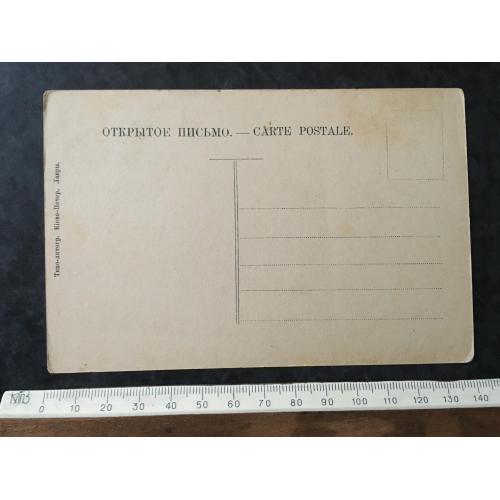 ОТКРЫТОЕ ПИСЬМО. — CARTE POSTALE.
Типо-литогр. Кіево-Печер. Лавры.
0 10 20 30 40 50 60 70 80 90 100 110 120 130 140